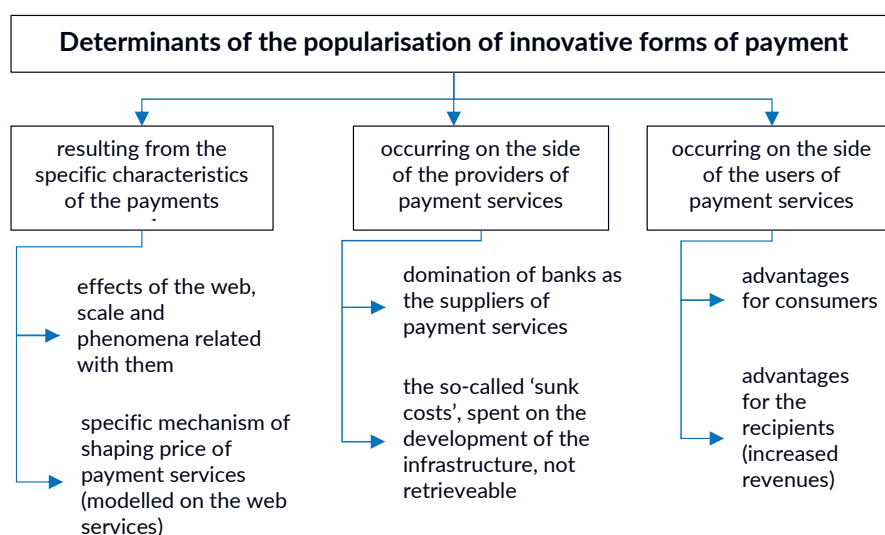 Determinants of the popularisation of innovative forms of payment
resulting from the
specific characteristics
of the payments
occurring on the side
of the providers of
payment services
occurring on the side
of the users of
payment services
effects of the web,
scale and
phenomena related
with them
specific mechanism of
shaping price of
payment services
(modelled on the web
services)
domination of banks as
the suppliers of
payment services
the so-called ‘sunk
costs’, spent on the
development of the
infrastructure, not
retrieveable
advantages
for consumers
advantages
for the
recipients
(increased
revenues)